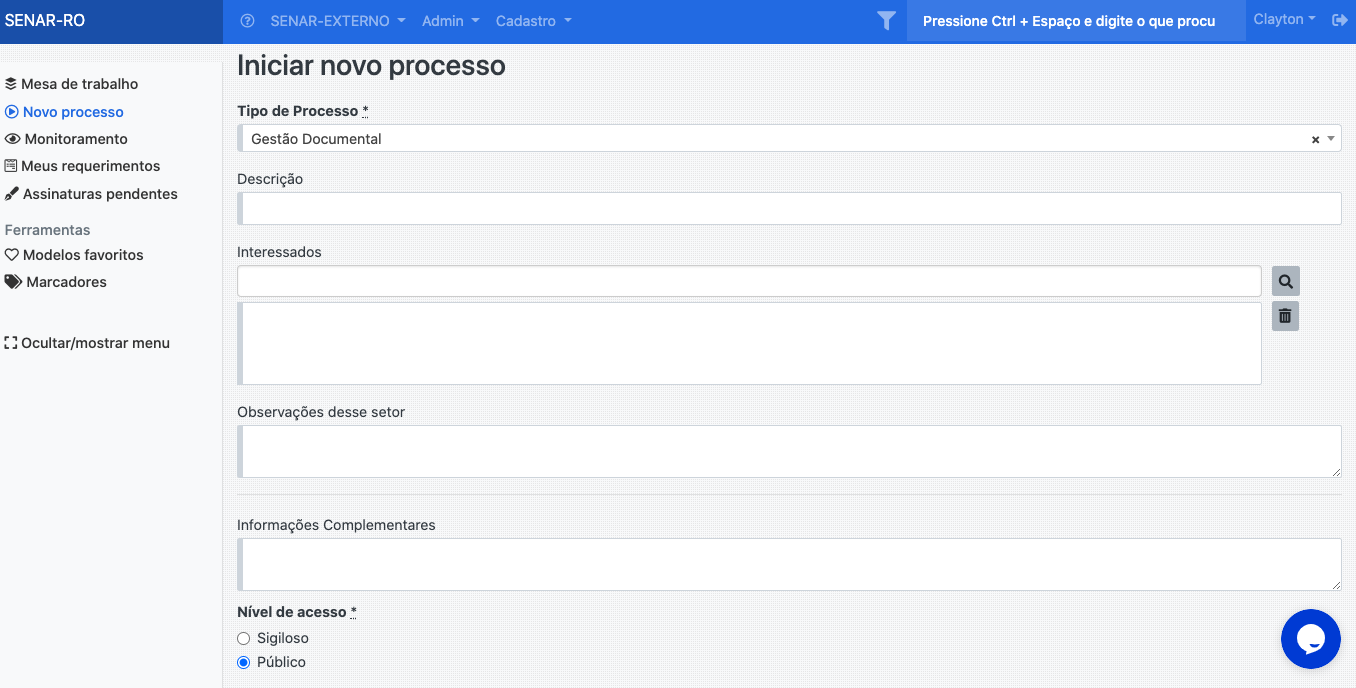 SENAR-RO
SENAR-EXTERNO
Admin
Cadastro
Pressione Ctrl + Espaço e digite o que procu
Clayton
Mesa de trabalho
Novo processo
Monitoramento
Meus requerimentos
Assinaturas pendentes
Ferramentas
Modelos favoritos
Marcadores
Ocultar/mostrar menu
Iniciar novo processo
Tipo de Processo *
Gestão Documental
Descrição
Interessados
Observações desse setor
Informações Complementares
Nível de acesso *
Sigiloso
Público